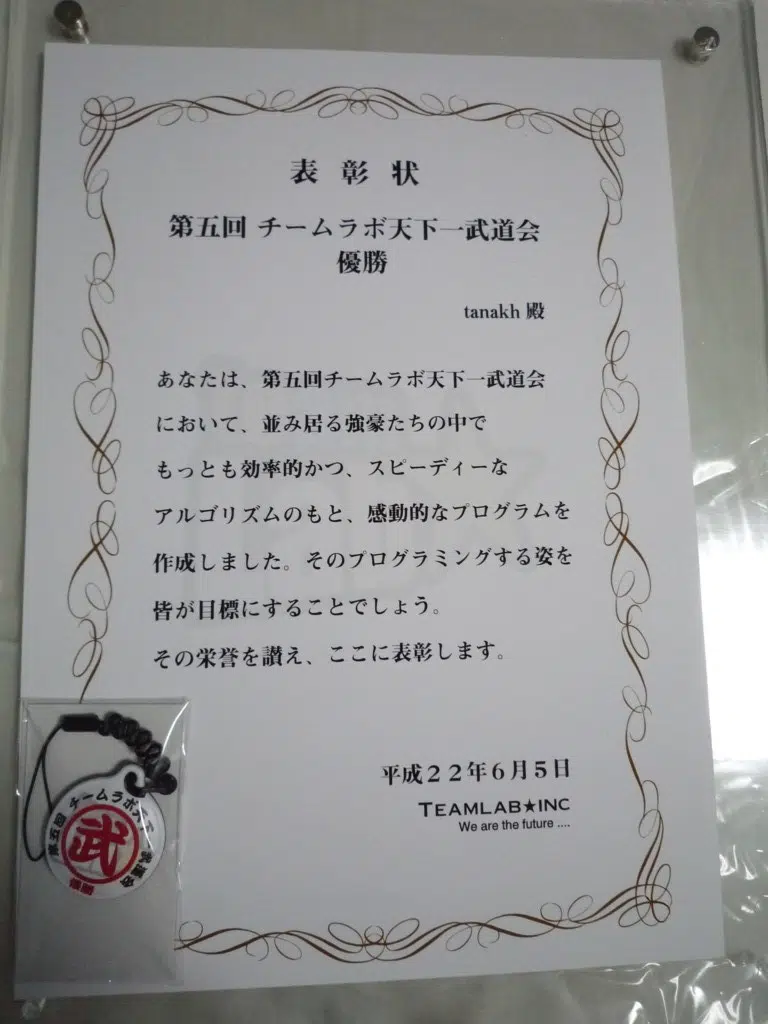 表彰状
第五回 チームラボ天下一武道会
優勝
tanakh 殿
あなたは、第五回チームラボ天下一武道会
において、並み居る強豪たちの中で
もっとも効率的かつ、スピーディーな
アルゴリズムのもと、感動的なプログラムを
作成しました。そのプログラミングする姿を
皆が目標にすることでしょう。
その栄誉を讃え、ここに表彰します。
平成22年6月5日
TEAMLAB★INC
We are the future ....
第五回 チームラボ天下一武道会
武